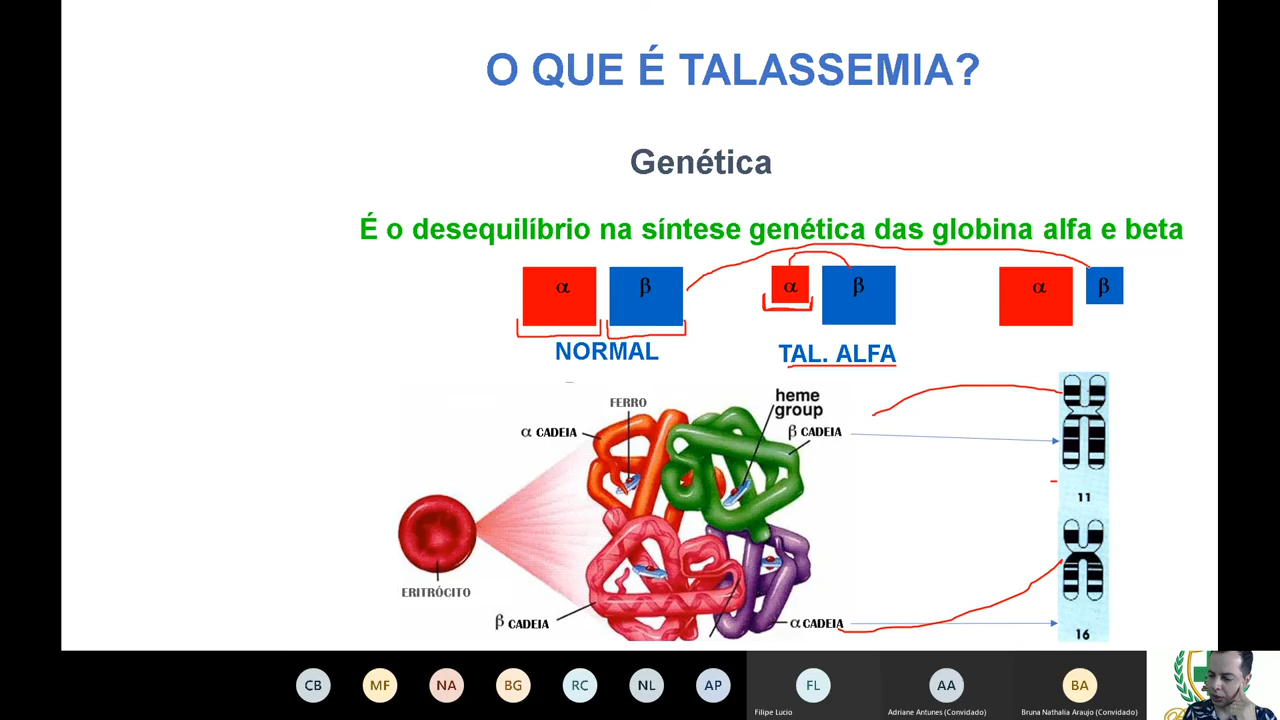 O QUE É TALASSEMIA?
Genética
É o desequilíbrio na síntese genética das globina alfa e beta
α β α β α β
NORMAL TAL. ALFA
heme
group
FERRO
α CADEIA
β CADEIA
11
ERITRÓCITO
β CADEIA
α CADEIA
16
CB MF NA BG RC NL AP FL AA BA
Filipe Lucio Adriane Antunes (Convidado) Bruna Nathalia Araujo (Convidado)